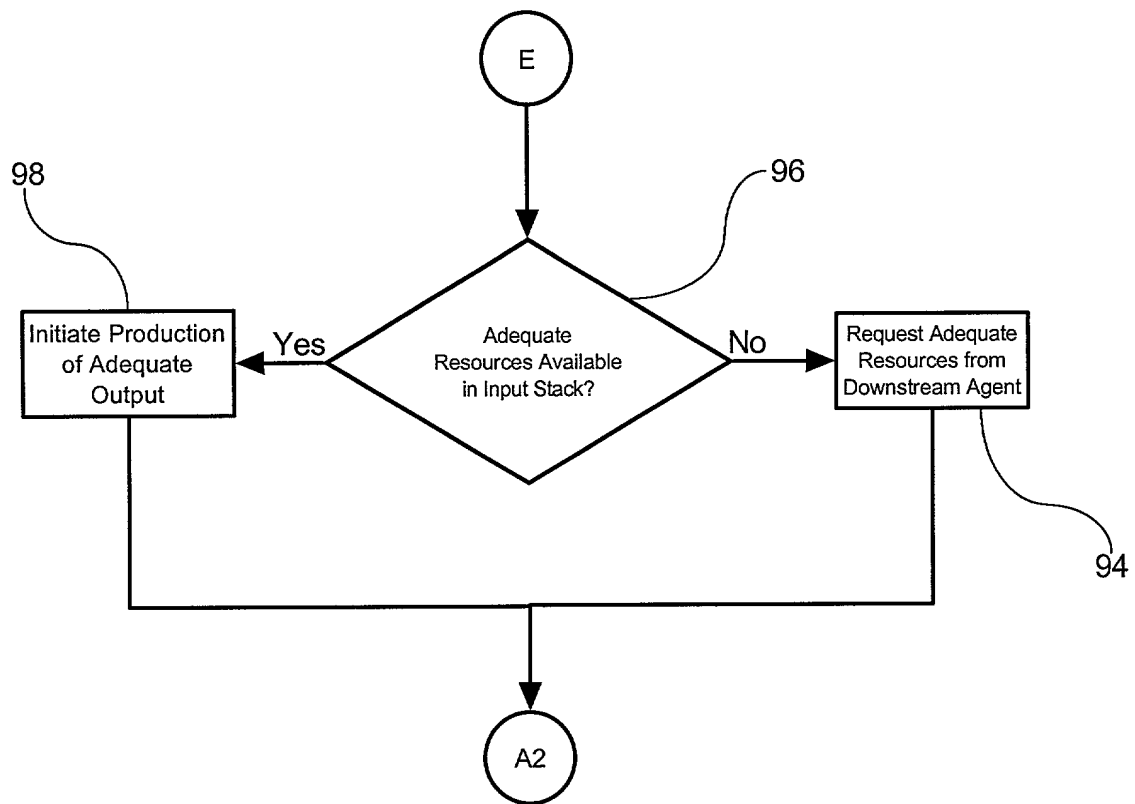 E
98
96
Initiate Production
of Adequate
Output
Yes
Adequate
Resources Available
in Input Stack?
No
Request Adequate
Resources from
Downstream Agent
94
A2